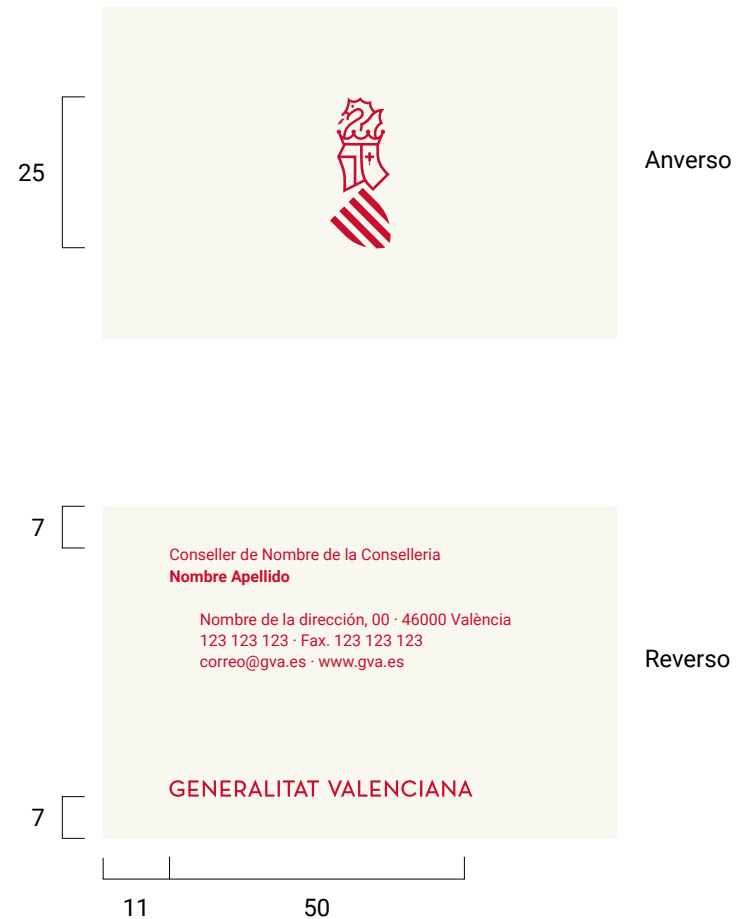 25
Anverso
7
Conseller de Nombre de la Conselleria
Nombre Apellido
Nombre de la dirección, 00 · 46000 València
123 123 123 · Fax. 123 123 123
correo@gva.es · www.gva.es
Reverso
GENERALITAT VALENCIANA
7
11
50